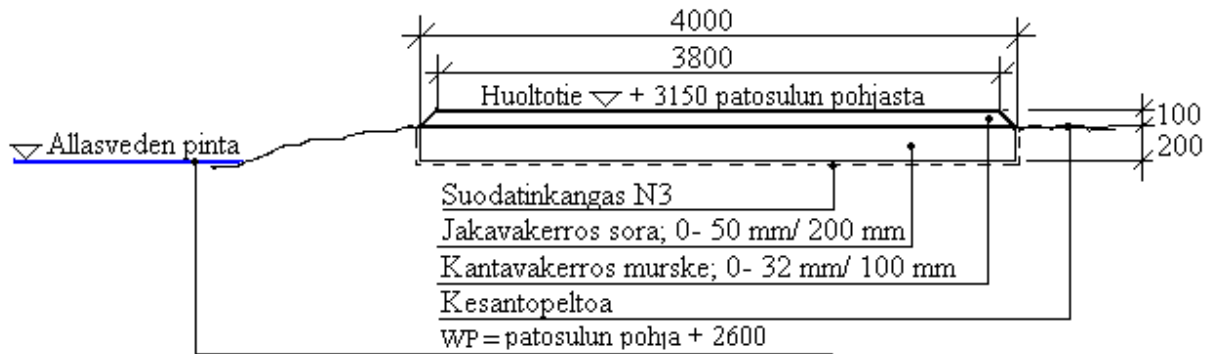 4000
3800
Huoltotie ▽ + 3150 patosulun pohjasta
100
▽ Allasveden pinta
200
Suodatinkangas N3
Jakavakerros sora; 0- 50 mm/ 200 mm
Kantavakerros murske; 0- 32 mm/ 100 mm
Kesantopeltoa
WP= patosulun pohja + 2600